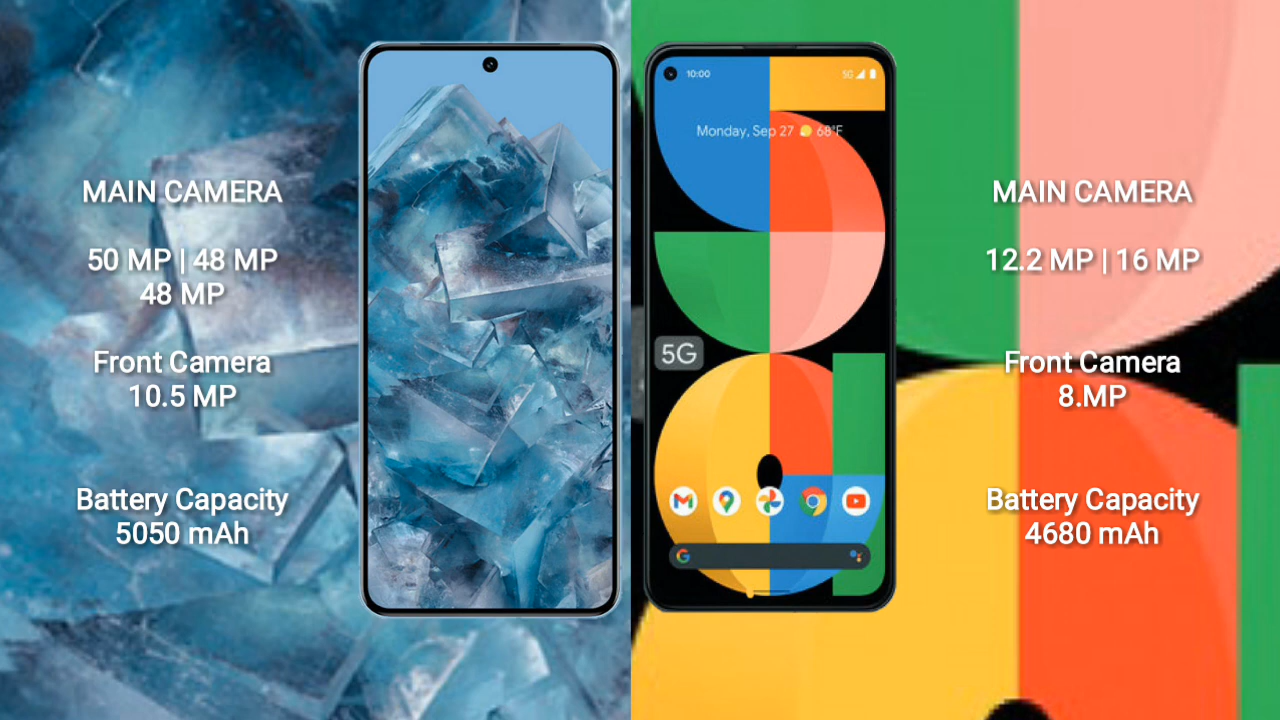 MAIN CAMERA
50 MP | 48 MP
48 MP
Front Camera
10.5 MP
Battery Capacity
5050 mAh
10:00
5G
Monday, Sep 27 68°F
5G
MAIN CAMERA
12.2 MP | 16 MP
Front Camera
8.MP
Battery Capacity
4680 mAh